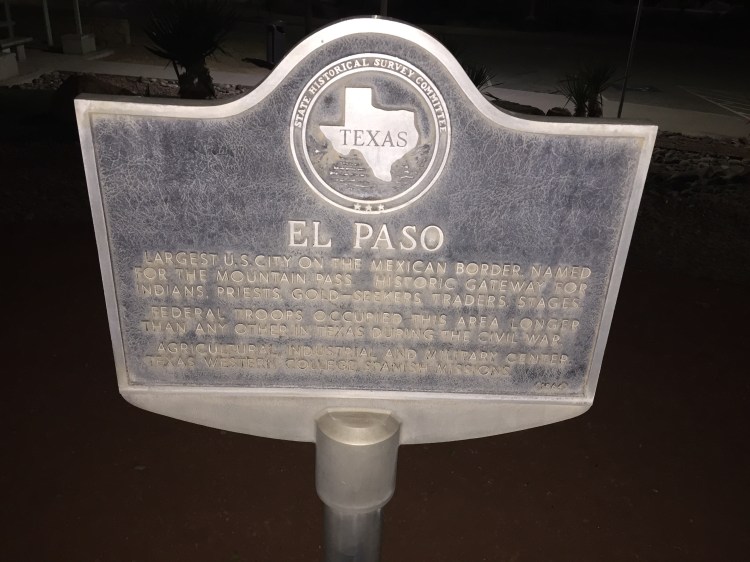 STATE HISTORICAL SURVEY COMMITTEE
TEXAS
EL PASO
LARGEST U.S. CITY ON THE MEXICAN BORDER. NAMED
FOR THE MOUNTAIN PASS. HISTORIC GATEWAY FOR
INDIANS, PRIESTS, GOLD-SEEKERS, TRADERS, STAGES.
FEDERAL TROOPS OCCUPIED THIS AREA LONGER
THAN ANY OTHER IN TEXAS DURING THE CIVIL WAR.
AGRICULTURAL, INDUSTRIAL AND MILITARY CENTER.
TEXAS WESTERN COLLEGE, SPANISH MISSIONS.